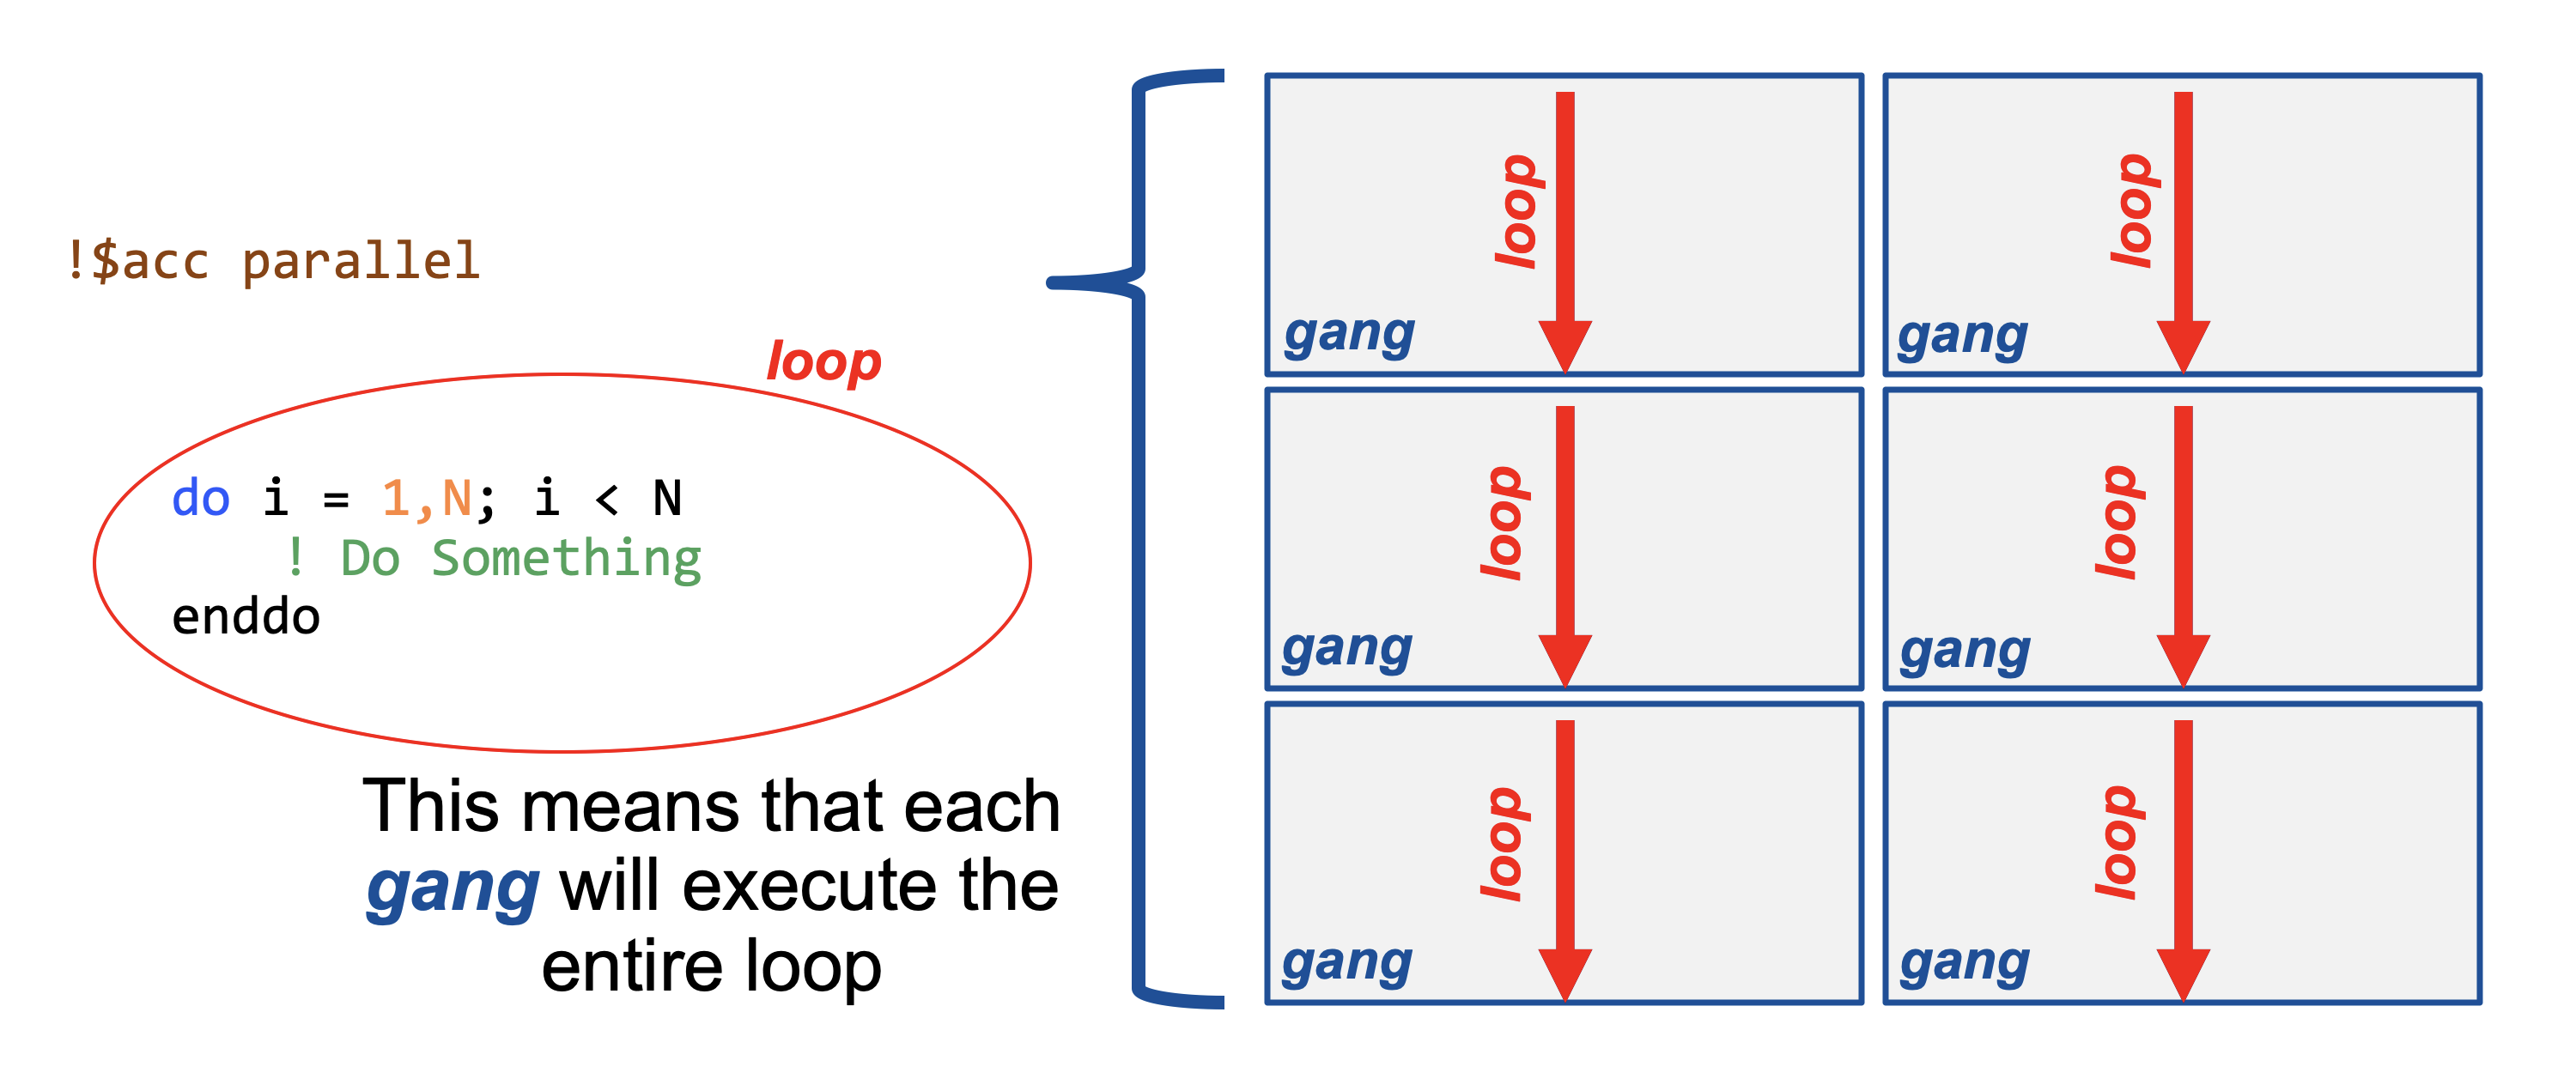 !$acc parallel
loop
do i = 1,N; i < N
! Do Something
enddo
This means that each
gang will execute the
entire loop
loop
loop
gang
gang
loop
loop
gang
gang
loop
loop
gang
gang